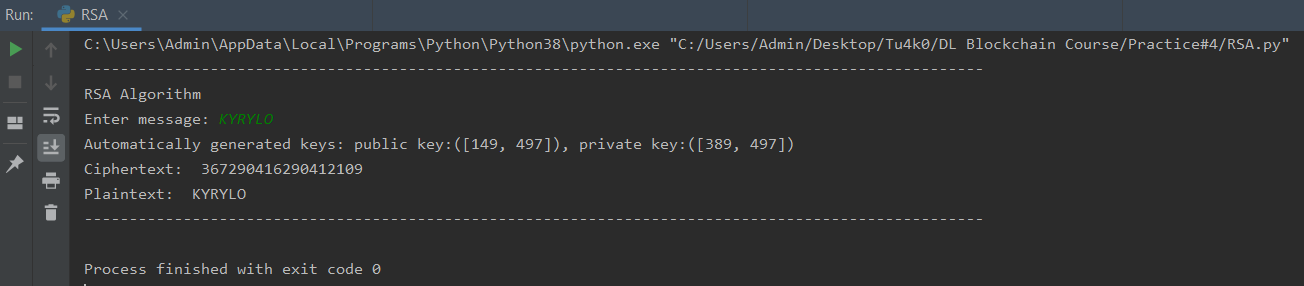 Run: RSA ×
C:\Users\Admin\AppData\Local\Programs\Python\Python38\python.exe "C:/Users/Admin/Desktop/Tu4k0/DL Blockchain Course/Practice#4/RSA.py"
----------------------------------------------------------------------------------------------------
RSA Algorithm
Enter message: KYRYLO
Automatically generated keys: public key:([149, 497]), private key:([389, 497])
Ciphertext:  367290416290412109
Plaintext:  KYRYLO
----------------------------------------------------------------------------------------------------
Process finished with exit code 0